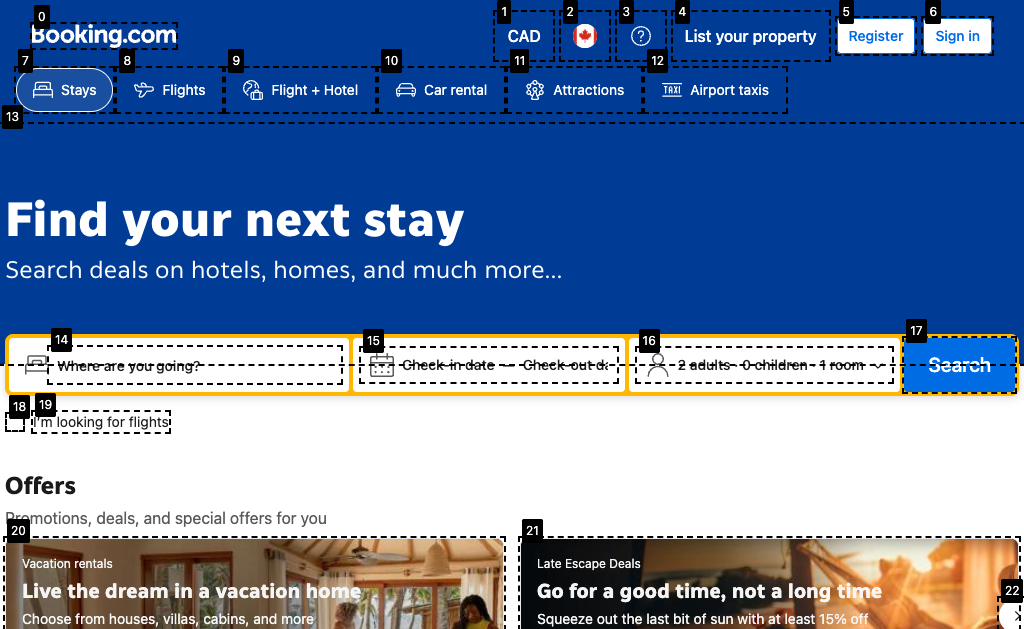 0 1 2 3 4 5 6
Booking.com CAD List your property Register Sign in
7 8 9 10 11 12
Stays Flights Flight + Hotel Car rental Attractions TAXI Airport taxis
13
Find your next stay
Search deals on hotels, homes, and much more...
14 15 16 17
Where are you going? Check-in date — Check-out d 2 adults · 0 children · 1 room Search
18 19
I'm looking for flights
Offers
Promotions, deals, and special offers for you
20 21
Vacation rentals
Live the dream in a vacation home
Choose from houses, villas, cabins, and more
Late Escape Deals
Go for a good time, not a long time
Squeeze out the last bit of sun with at least 15% off
22